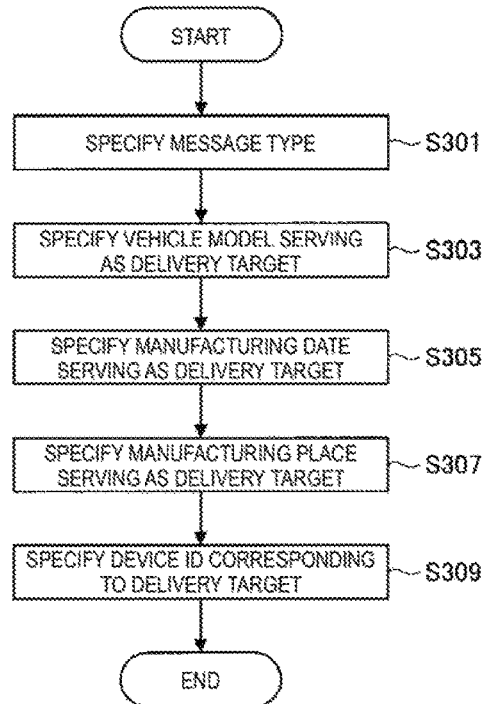 START
SPECIFY MESSAGE TYPE
S301
SPECIFY VEHICLE MODEL SERVING
AS DELIVERY TARGET
S303
SPECIFY MANUFACTURING DATE
SERVING AS DELIVERY TARGET
S305
SPECIFY MANUFACTURING PLACE
SERVING AS DELIVERY TARGET
S307
SPECIFY DEVICE ID CORRESPONDING
TO DELIVERY TARGET
S309
END